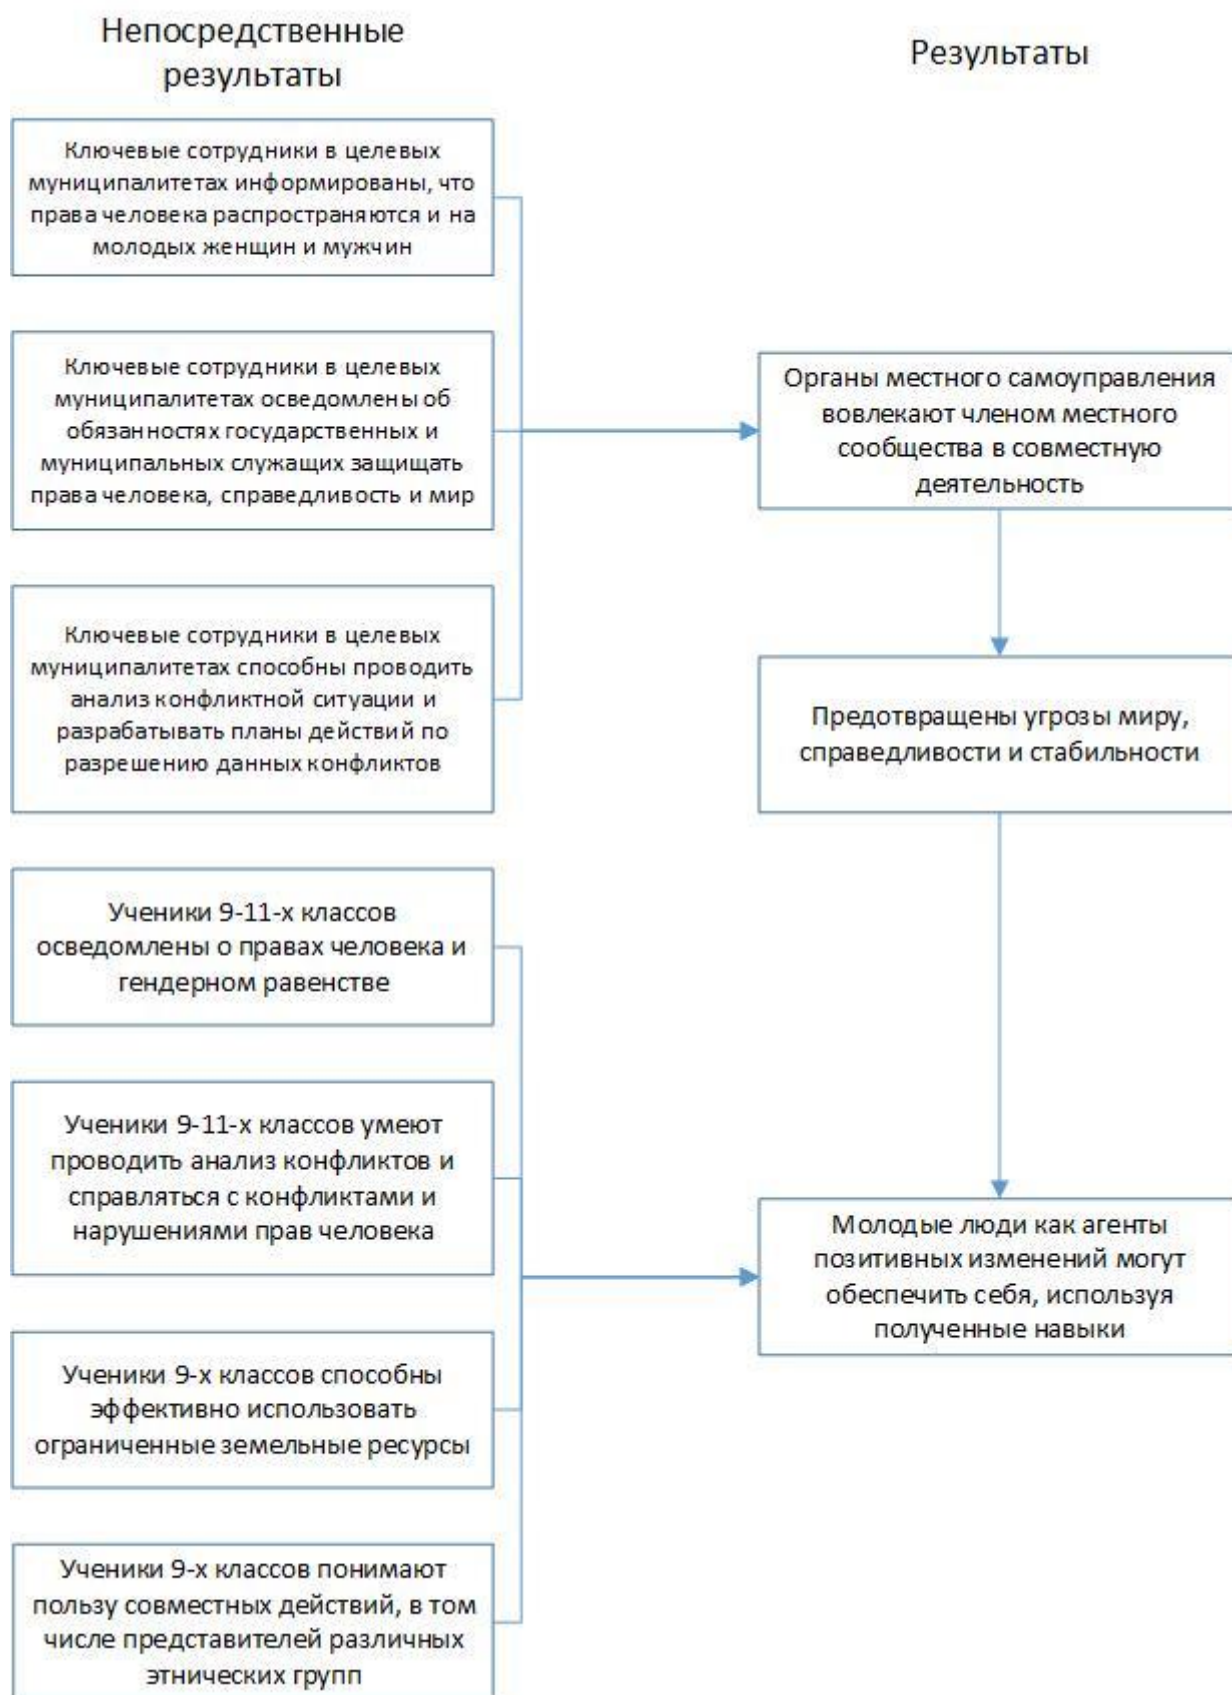 Непосредственные
результаты
Результаты
Ключевые сотрудники в целевых
муниципалитетах информированы, что
права человека распространяются и на
молодых женщин и мужчин
Ключевые сотрудники в целевых
муниципалитетах осведомлены об
обязанностях государственных и
муниципальных служащих защищать
права человека, справедливость и мир
Ключевые сотрудники в целевых
муниципалитетах способны проводить
анализ конфликтной ситуации и
разрабатывать планы действий по
разрешению данных конфликтов
Органы местного самоуправления
вовлекают членом местного
сообщества в совместную
деятельность
Предотвращены угрозы миру,
справедливости и стабильности
Ученики 9-11-х классов
осведомлены о правах человека и
гендерном равенстве
Ученики 9-11-х классов умеют
проводить анализ конфликтов и
справляться с конфликтами и
нарушениями прав человека
Ученики 9-х классов способны
эффективно использовать
ограниченные земельные ресурсы
Ученики 9-х классов понимают
пользу совместных действий, в том
числе представителей различных
этнических групп
Молодые люди как агенты
позитивных изменений могут
обеспечить себя, используя
полученные навыки